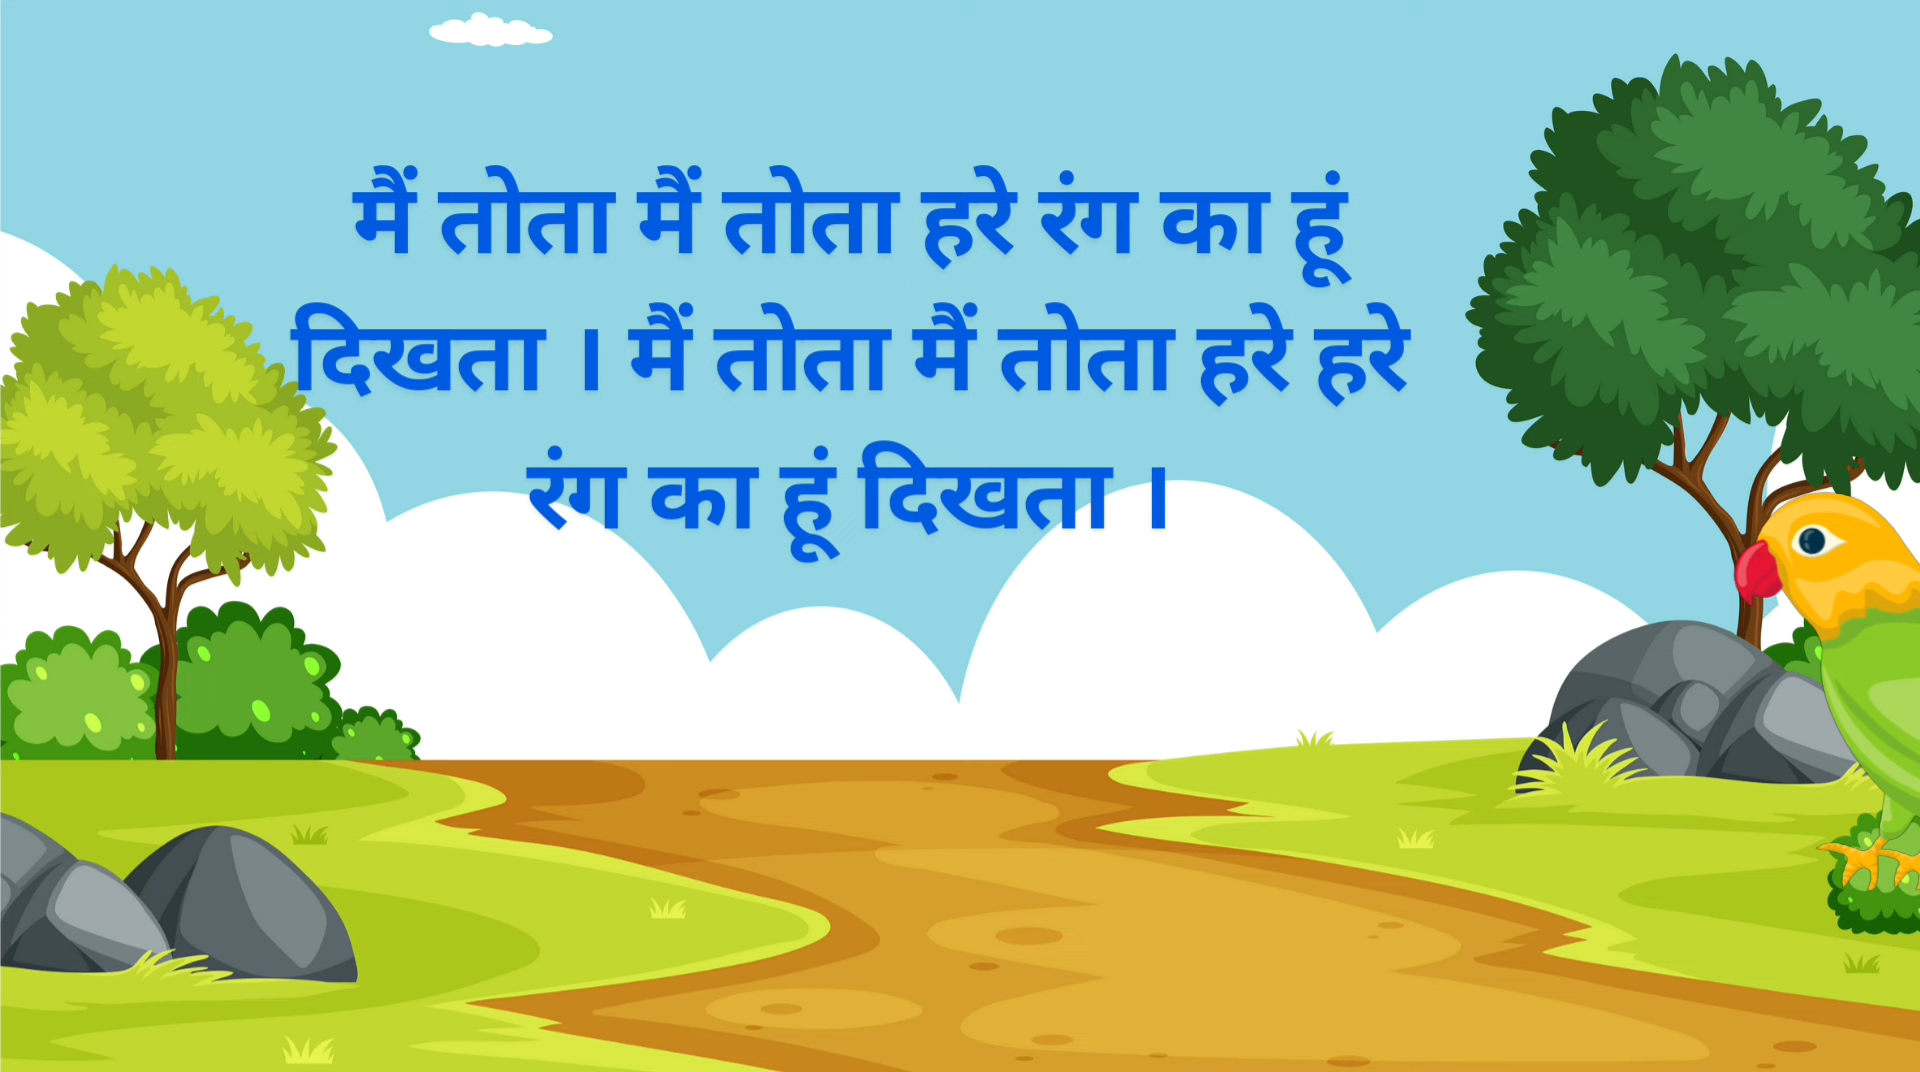 मैं तोता मैं तोता हरे रंग का हूं
दिखता । मैं तोता मैं तोता हरे हरे
रंग का हूं दिखता ।